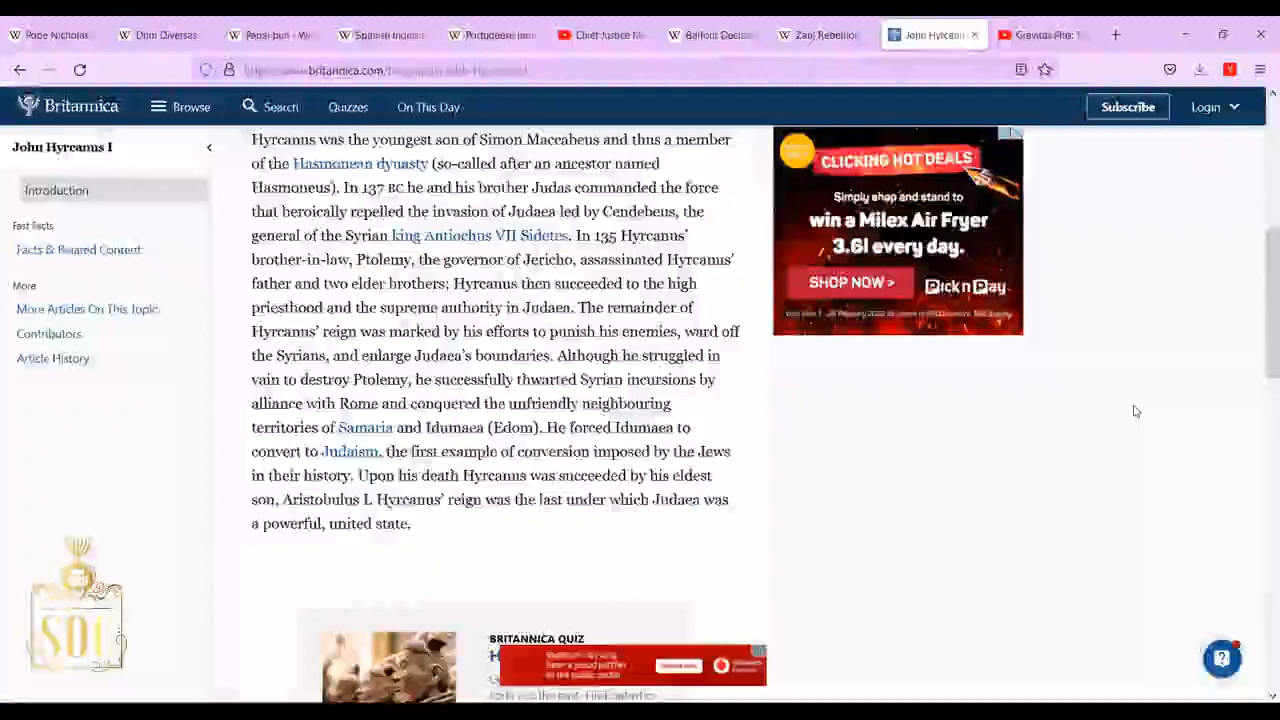 Pope Nicholas
Dum Diversas
Papal bull - W
Spanish Inquis
Portuguese Inq
Chief Justice M
Balfour Declar
Zanj Rebellion
John Hyrcanus
Gravitas Plus: T
Britannica
Browse
Search
Quizzes
On This Day
Subscribe
Login
John Hyrcanus I
Introduction
Fast Facts
Facts & Related Content
More
More Articles On This Topic
Contributors
Article History
Hyrcanus was the youngest son of Simon Maccabeus and thus a member
of the Hasmonean dynasty (so-called after an ancestor named
Hasmoneus). In 137 BC he and his brother Judas commanded the force
that heroically repelled the invasion of Judaea led by Cendebeus, the
general of the Syrian king Antiochus VII Sidetes. In 135 Hyrcanus'
brother-in-law, Ptolemy, the governor of Jericho, assassinated Hyrcanus'
father and two elder brothers; Hyrcanus then succeeded to the high
priesthood and the supreme authority in Judaea. The remainder of
Hyrcanus' reign was marked by his efforts to punish his enemies, ward off
the Syrians, and enlarge Judaea's boundaries. Although he struggled in
vain to destroy Ptolemy, he successfully thwarted Syrian incursions by
alliance with Rome and conquered the unfriendly neighbouring
territories of Samaria and Idumaea (Edom). He forced Idumaea to
convert to Judaism, the first example of conversion imposed by the Jews
in their history. Upon his death Hyrcanus was succeeded by his eldest
son, Aristobulus I. Hyrcanus' reign was the last under which Judaea was
a powerful, united state.
CLICKING HOT DEALS
Simply shop and stand to
win a Milex Air Fryer
3.6l every day.
SHOP NOW >
Pick n Pay
BRITANNICA QUIZ